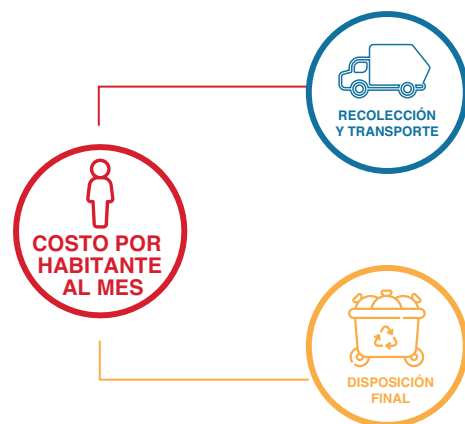 RECOLECCIÓN
Y TRANSPORTE
COSTO POR
HABITANTE
AL MES
DISPOSICIÓN
FINAL